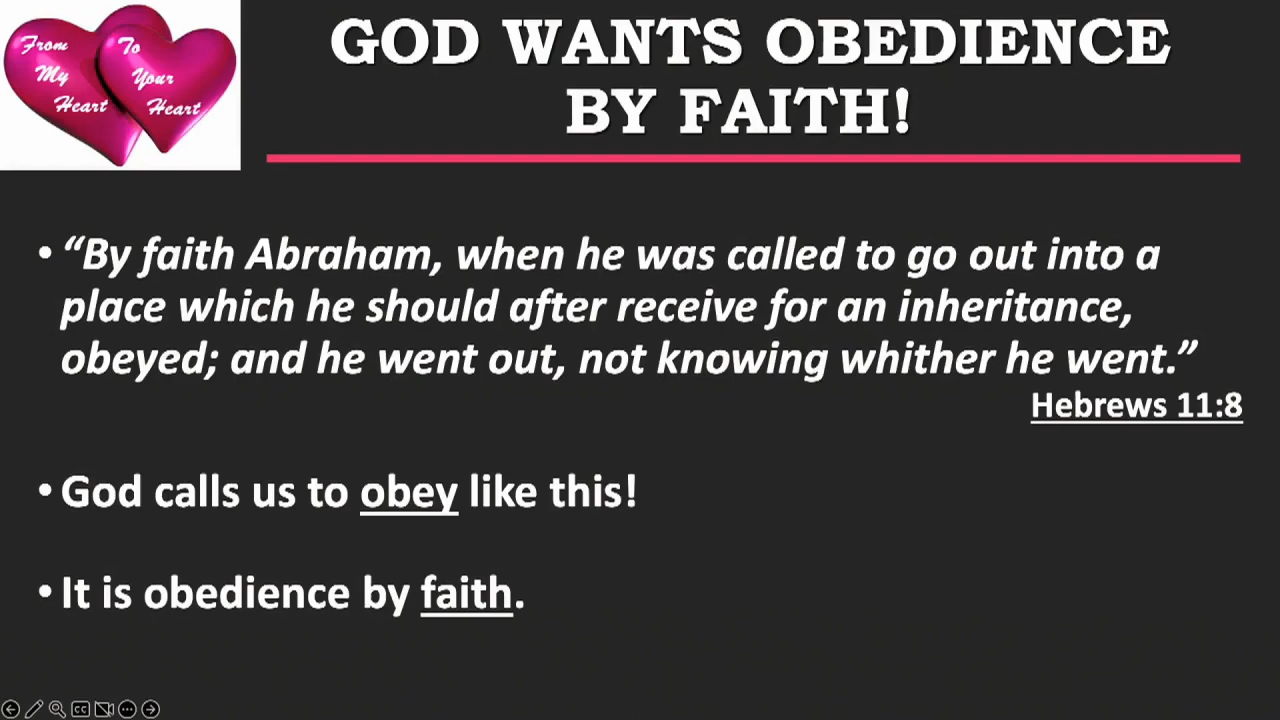 From
My
Heart
To
Your
Heart
GOD WANTS OBEDIENCE
BY FAITH!
• “By faith Abraham, when he was called to go out into a
place which he should after receive for an inheritance,
obeyed; and he went out, not knowing whither he went.”
Hebrews 11:8
• God calls us to obey like this!
• It is obedience by faith.
CC